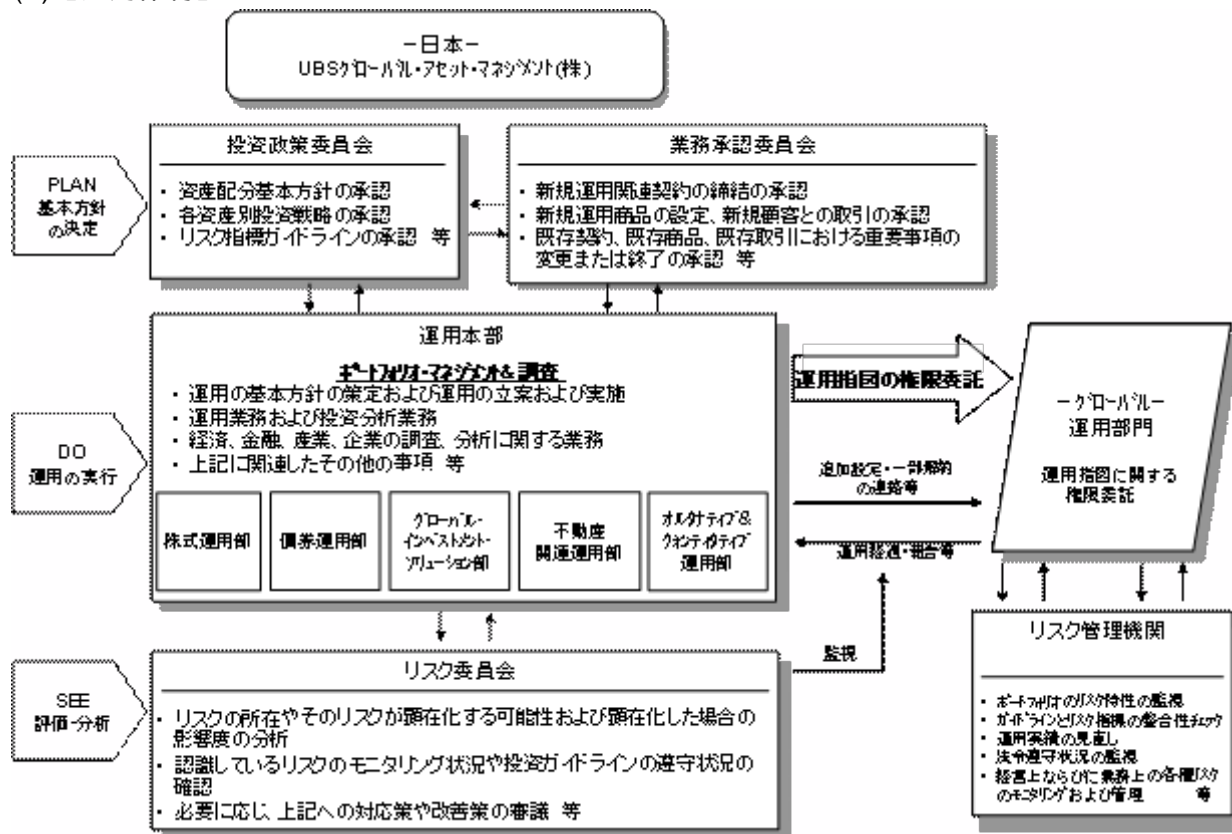 －日本－
UBSｸﾞﾛｰﾊﾞﾙ･ｱｾｯﾄ･ﾏﾈｼﾞﾒﾝﾄ(株)
PLAN
基本方針
の決定
投資政策委員会
・ 資産配分基本方針の承認
・ 各資産別投資戦略の承認
・ リスク指標ガイドラインの承認 等
業務承認委員会
・ 新規運用関連契約の締結の承認
・ 新規運用商品の設定、新規顧客との取引の承認
・ 既存契約、既存商品、既存取引における重要事項の
変更または終了の承認 等
DO
運用の実行
運用本部
ﾎﾟｰﾄﾌｫﾘｵ･ﾏﾈｼﾞﾒﾝﾄ& 調査
・ 運用の基本方針の策定および運用の立案および実施
・ 運用業務および投資分析業務
・ 経済、金融、産業、企業の調査、分析に関する業務
・ 上記に関連したその他の事項 等
株式運用部
債券運用部
ｸﾞﾛｰﾊﾞﾙ･
ｲﾝﾍﾞｽﾄﾒﾝﾄ･
ｿﾘｭｰｼｮﾝ部
不動産
関連運用部
ｵﾙﾀﾅﾃｨﾌﾞ&
ｸｫﾝﾃｨﾀﾃｨﾌﾞ
運用部
運用指図の権限委託
追加設定・一部解約
の連絡等
運用経過・報告等
－ｸﾞﾛｰﾊﾞﾙ－
運用部門
運用指図に関する
権限委託
SEE
評価・分析
リスク委員会
・ リスクの所在やそのリスクが顕在化する可能性および顕在化した場合の
影響度の分析
・ 認識しているリスクのモニタリング状況や投資ガイドラインの遵守状況の
確認
・ 必要に応じ、上記への対応策や改善策の審議 等
監視
リスク管理機関
・ ﾎﾟｰﾄﾌｫﾘｵのﾘｽｸ特性の監視
・ ｶﾞｲﾄﾞﾗｲﾝとﾘｽｸ指標の整合性ﾁｪｯｸ
・ 運用実績の見直し
・ 法令遵守状況の監視
・ 経営上ならびに業務上の各種ﾘｽｸ
のﾓﾆﾀﾘﾝｸﾞおよび管理 等